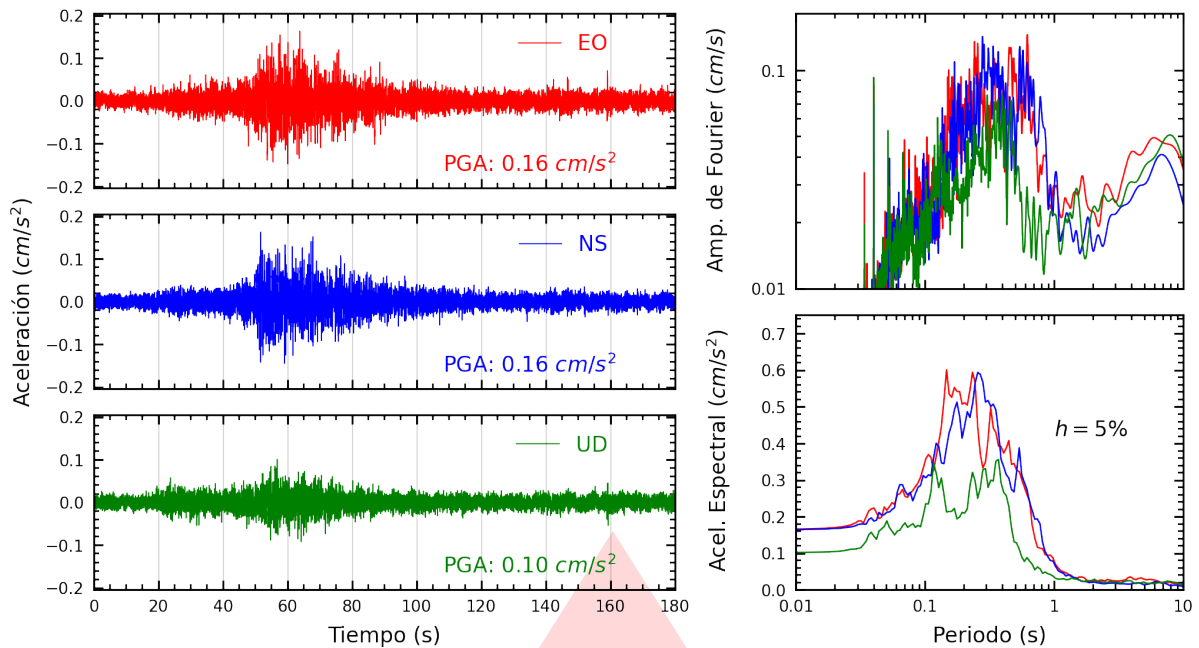 Aceleración (cm/s²)
0.2
0.1
0.0
−0.1
−0.2
EO
PGA: 0.16 cm/s²
0.2
0.1
0.0
−0.1
−0.2
NS
PGA: 0.16 cm/s²
0.2
0.1
0.0
−0.1
−0.2
UD
PGA: 0.10 cm/s²
0 20 40 60 80 100 120 140 160 180
Tiempo (s)
Amp. de Fourier (cm/s)
0.1
0.01
Acel. Espectral (cm/s²)
0.7
0.6
0.5
0.4
0.3
0.2
0.1
0.0
h = 5%
0.01 0.1 1 10
Periodo (s)